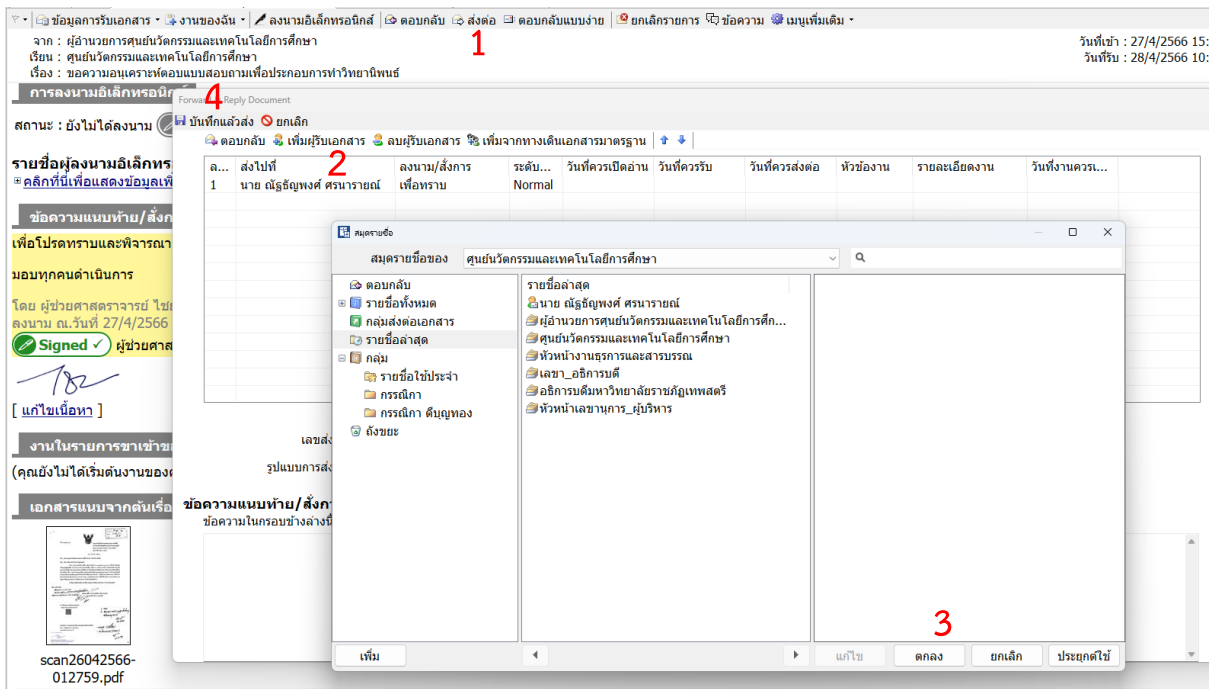 ข้อมูลการรับเอกสาร งานของฉัน ลงนามอิเล็กทรอนิกส์ ตอบกลับ ส่งต่อ ตอบกลับแบบง่าย ยกเลิกรายการ ข้อความ เมนูเพิ่มเติม
1
จาก : ผู้อำนวยการศูนย์นวัตกรรมและเทคโนโลยีการศึกษา
วันที่เข้า : 27/4/2566 15:
เรียน : ศูนย์นวัตกรรมและเทคโนโลยีการศึกษา
วันที่รับ : 28/4/2566 10:
เรื่อง : ขอความอนุเคราะห์ตอบแบบสอบถามเพื่อประกอบการทำวิทยานิพนธ์
การลงนามอิเล็กทรอนิก
สถานะ : ยังไม่ได้ลงนาม
รายชื่อผู้ลงนามอิเล็กทร
คลิกที่นี่เพื่อแสดงข้อมูลเพิ่
ข้อความแนบท้าย/สั่งก
เพื่อโปรดทราบและพิจารณา
มอบทุกคนดำเนินการ
โดย ผู้ช่วยศาสตราจารย์ ไชย
ลงนาม ณ.วันที่ 27/4/2566
Signed ✓ ผู้ช่วยศาส
[ แก้ไขเนื้อหา ]
งานในรายการขาเข้าข
(คุณยังไม่ได้เริ่มต้นงานของ
เอกสารแนบจากต้นเรื่อ
scan26042566-
012759.pdf
Forward Reply Document
4
บันทึกแล้วส่ง ยกเลิก
ตอบกลับ เพิ่มผู้รับเอกสาร ลบผู้รับเอกสาร เพิ่มจากทางเดินเอกสารมาตรฐาน
2
ล... ส่งไปที่ ลงนาม/สั่งการ ระดับ... วันที่ควรเปิดอ่าน วันที่ควรรับ วันที่ควรส่งต่อ หัวข้องาน รายละเอียดงาน วันที่งานควรเ...
1 นาย ณัฐธัญพงศ์ ศรนารายณ์ เพื่อทราบ Normal
เลขส่ง
รูปแบบการส่ง
ข้อความแนบท้าย/สั่งกา
ข้อความในกรอบข้างล่างนี้
สมุดรายชื่อ
สมุดรายชื่อของ ศูนย์นวัตกรรมและเทคโนโลยีการศึกษา
ตอบกลับ
รายชื่อทั้งหมด
กลุ่มส่งต่อเอกสาร
รายชื่อล่าสุด
กลุ่ม
รายชื่อใช้ประจำ
กรรณิกา
กรรณิกา ดีบุญทอง
ถังขยะ
รายชื่อล่าสุด
นาย ณัฐธัญพงศ์ ศรนารายณ์
ผู้อำนวยการศูนย์นวัตกรรมและเทคโนโลยีการศึก...
ศูนย์นวัตกรรมและเทคโนโลยีการศึกษา
หัวหน้างานธุรการและสารบรรณ
เลขา_อธิการบดี
อธิการบดีมหาวิทยาลัยราชภัฏเทพสตรี
หัวหน้าเลขานุการ_ผู้บริหาร
3
เพิ่ม แก้ไข ตกลง ยกเลิก ประยุกต์ใช้